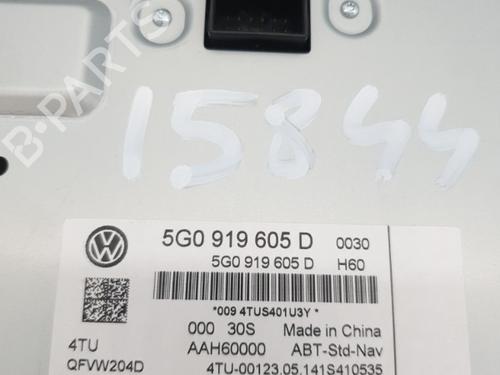 B-PARTS
15844
5G0 919 605 D 0030
5G0 919 605 D H60
*009 4TUS401U3Y*
000 30S Made in China
4TU AAH60000 ABT-Std-Nav
QFVW204D 4TU-00123.05.141S410535